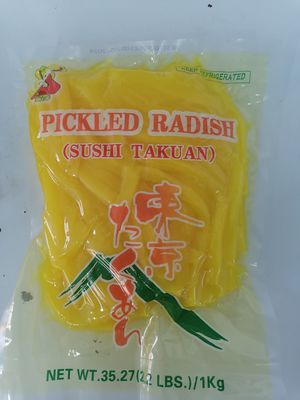 KEEP REFRIGERATED
PICKLED RADISH
(SUSHI TAKUAN)
味京
たくあん
NET WT.35.27(2.2 LBS.)/1Kg